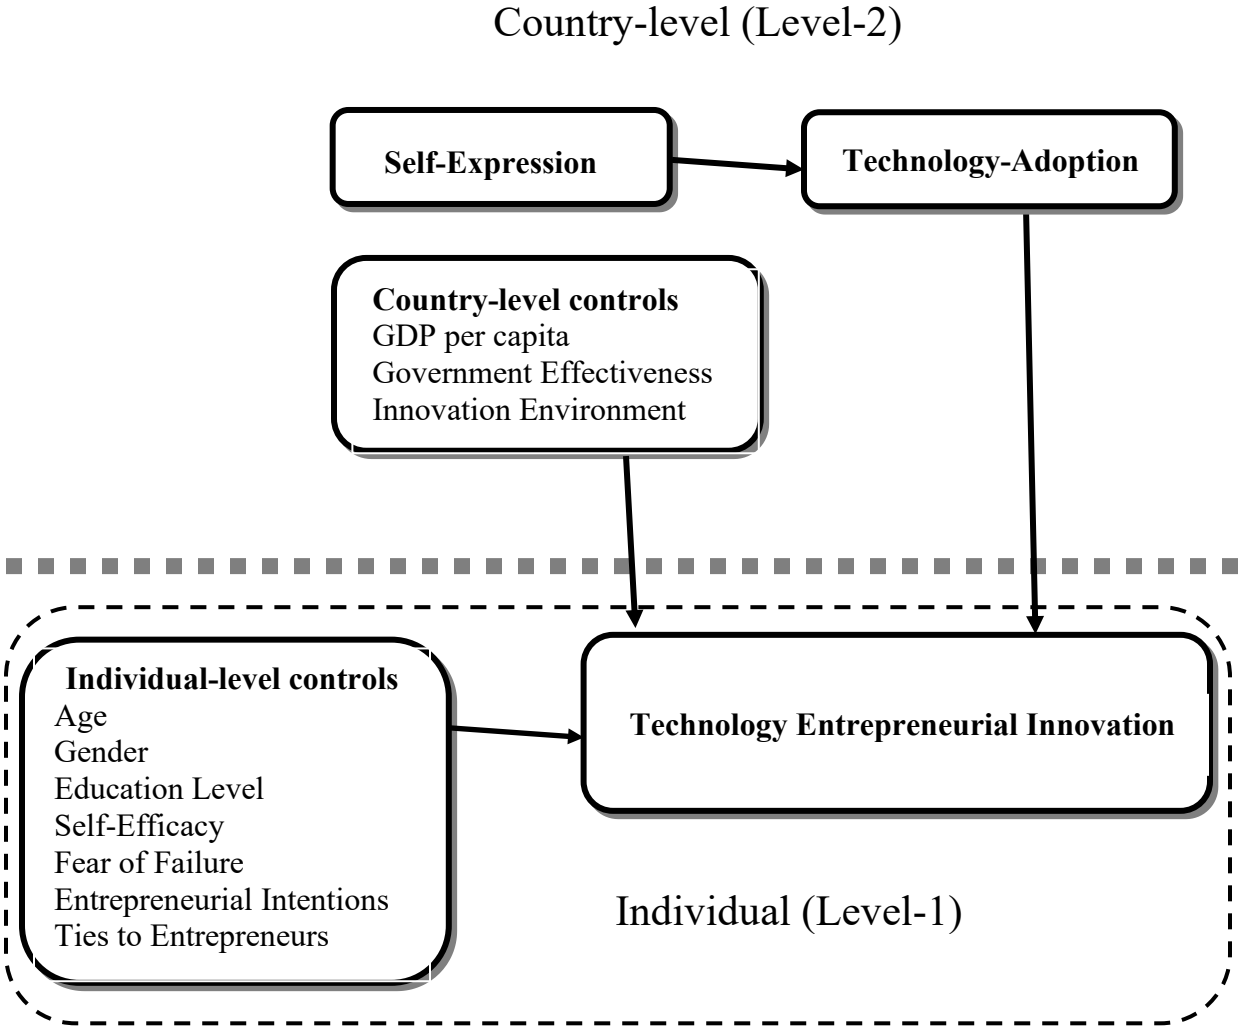 Country-level (Level-2)
Self-Expression
Technology-Adoption
Country-level controls
GDP per capita
Government Effectiveness
Innovation Environment
Individual-level controls
Age
Gender
Education Level
Self-Efficacy
Fear of Failure
Entrepreneurial Intentions
Ties to Entrepreneurs
Technology Entrepreneurial Innovation
Individual (Level-1)